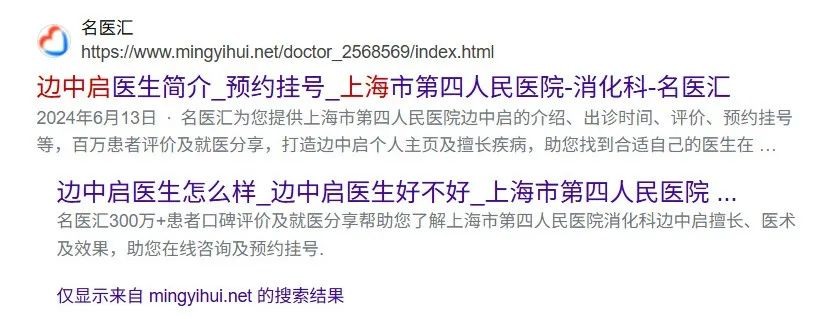 名医汇
https://www.mingyihui.net/doctor_2568569/index.html
边中启医生简介_预约挂号_上海市第四人民医院-消化科-名医汇
2024年6月13日 · 名医汇为您提供上海市第四人民医院边中启的介绍、出诊时间、评价、预约挂号
等，百万患者评价及就医分享，打造边中启个人主页及擅长疾病，助您找到合适自己的医生在 ...
边中启医生怎么样_边中启医生好不好_上海市第四人民医院 ...
名医汇300万+患者口碑评价及就医分享帮助您了解上海市第四人民医院消化科边中启擅长、医术
及效果，助您在线咨询及预约挂号.
仅显示来自 mingyihui.net 的搜索结果